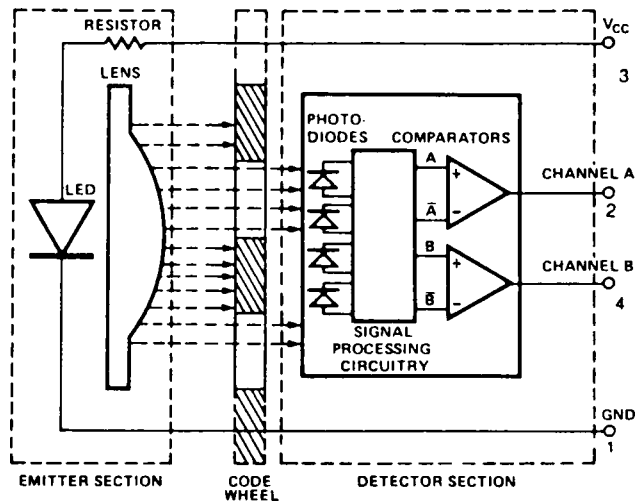 RESISTOR
VCC
3
LENS
PHOTO-
DIODES
COMPARATORS
A
+
CHANNEL A
LED
A̅
−
2
B
+
CHANNEL B
B̅
−
4
SIGNAL
PROCESSING
CIRCUITRY
GND
1
EMITTER SECTION
CODE
WHEEL
DETECTOR SECTION